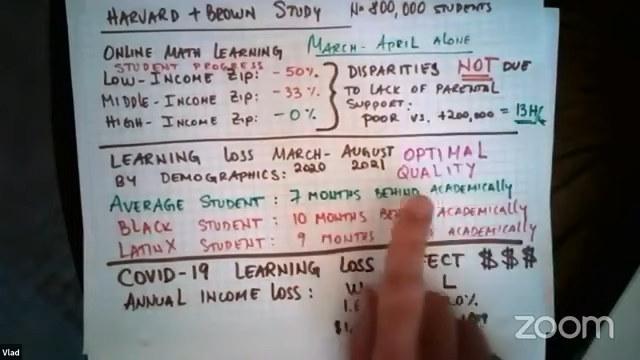 HARVARD + BROWN STUDY N= 800,000 STUDENTS
ONLINE MATH LEARNING MARCH-APRIL ALONE
STUDENT PROGRESS
LOW-INCOME ZIP: -50%
MIDDLE-INCOME ZIP: -33%
HIGH-INCOME ZIP: -0%
DISPARITIES NOT DUE
TO LACK OF PARENTAL
SUPPORT:
POOR VS. +200,000 =
LEARNING LOSS MARCH- AUGUST OPTIMAL
BY DEMOGRAPHICS: 2020 2021 QUALITY
AVERAGE STUDENT: 7 MONTHS BEHIND ACADEMICALLY
BLACK STUDENT: 10 MONTHS ACADEMICALLY
LATINX STUDENT: 9 MONTHS ACADEMICALLY
COVID-19 LEARNING LOSS $$$
ANNUAL INCOME LOSS:
zoom
Vlad